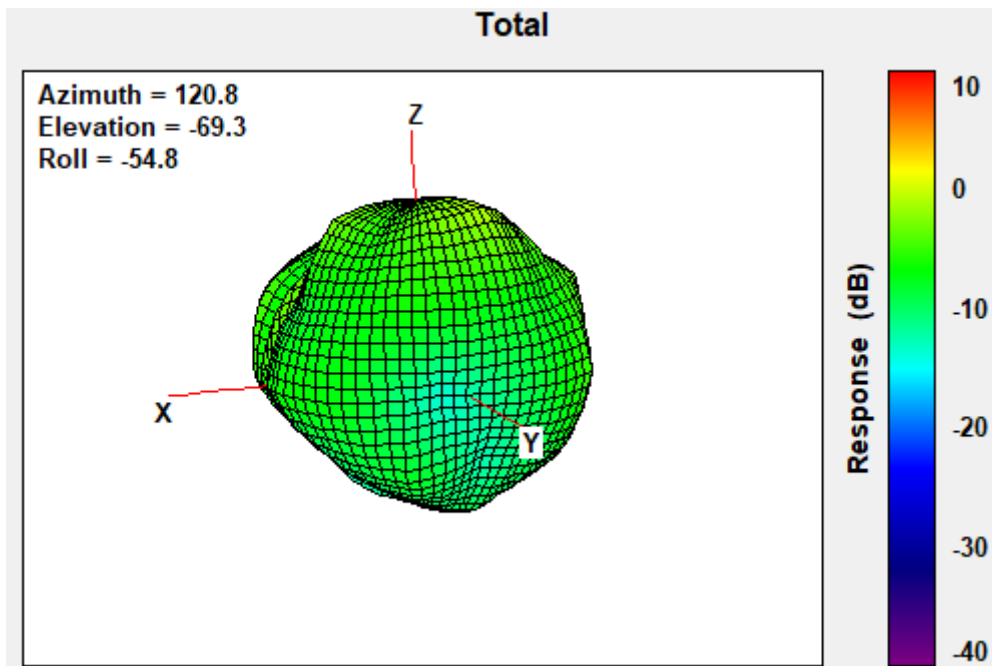 Total
Azimuth = 120.8
Elevation = -69.3
Roll = -54.8
Z
X
Y
Response (dB)
10
0
-10
-20
-30
-40